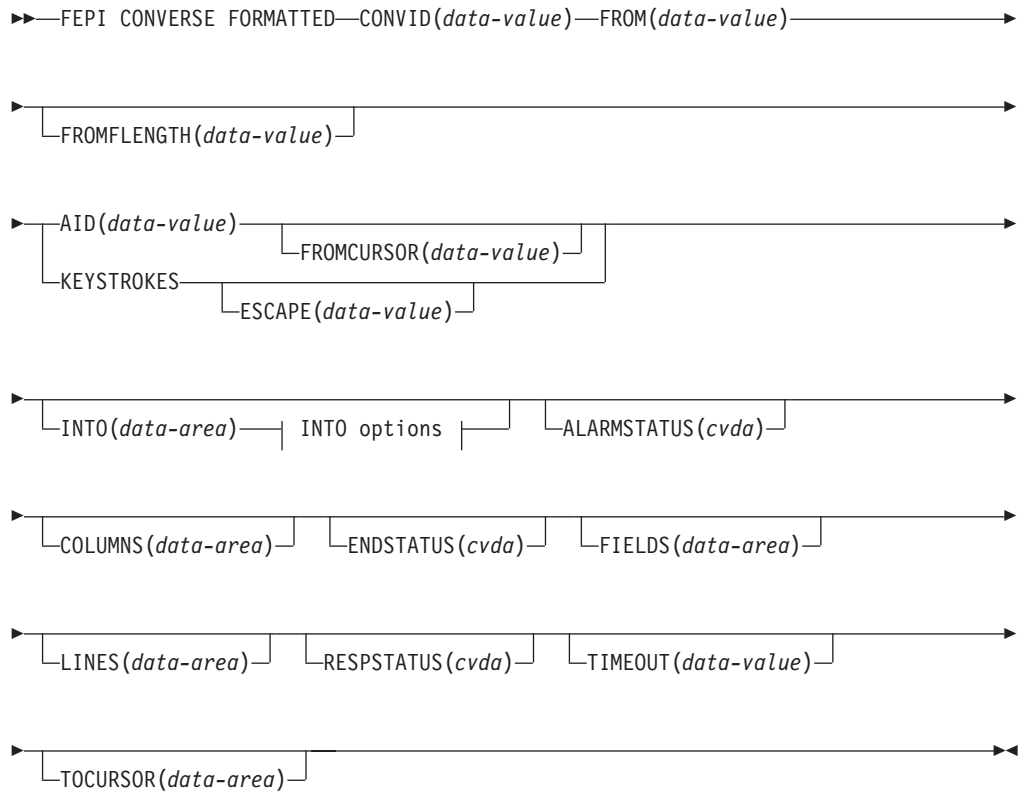 FEPI CONVERSE FORMATTED CONVID(data-value) FROM(data-value)
FROMFLENGTH(data-value)
AID(data-value)
FROMCURSOR(data-value)
KEYSTROKES
ESCAPE(data-value)
INTO(data-area) INTO options ALARMSTATUS(cvda)
COLUMNS(data-area) ENDSTATUS(cvda) FIELDS(data-area)
LINES(data-area) RESPSTATUS(cvda) TIMEOUT(data-value)
TOCURSOR(data-area)